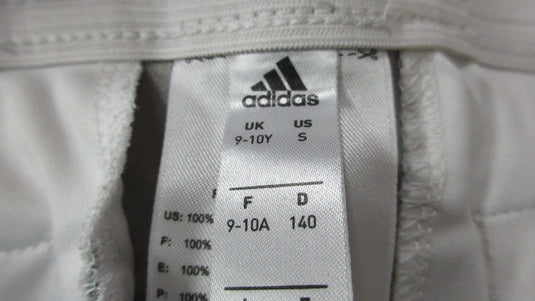 adidas
UK US
9-10Y S
F D
9-10A 140
US: 100%
F: 100%
E: 100%
P: 100%